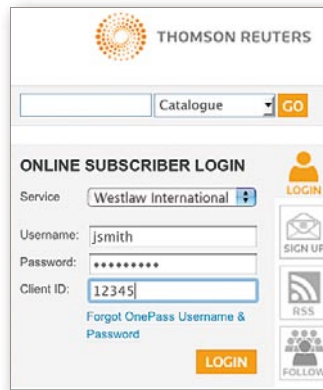 THOMSON REUTERS
Catalogue GO
ONLINE SUBSCRIBER LOGIN
Service Westlaw International
Username: jsmith
Password: •••••••••
Client ID: 12345
Forgot OnePass Username &
Password
LOGIN
LOGIN
SIGN UP
RSS
FOLLOW